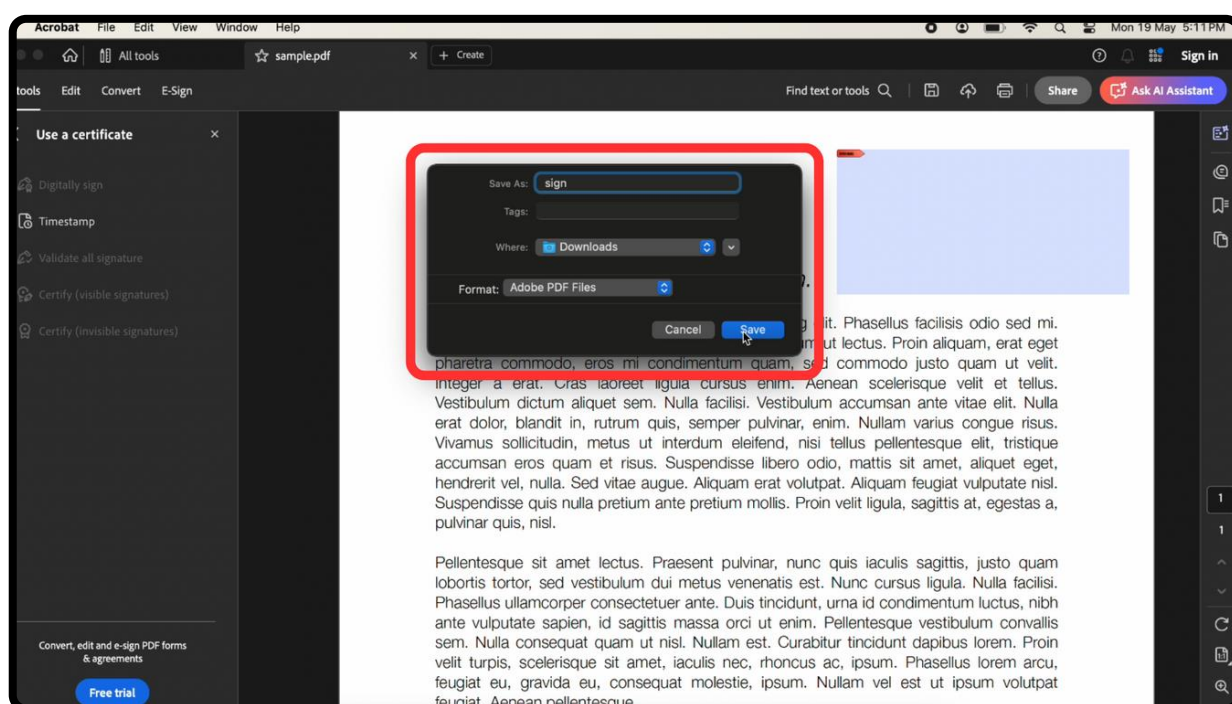 Acrobat File Edit View Window Help Mon 19 May 5:11PM
All tools sample.pdf + Create Sign in
tools Edit Convert E-Sign Find text or tools Share Ask AI Assistant
Use a certificate
Digitally sign
Timestamp
Validate all signature
Certify (visible signatures)
Certify (invisible signatures)
Convert, edit and e-sign PDF forms
& agreements
Free trial
Save As: sign
Tags:
Where: Downloads
Format: Adobe PDF Files
Cancel Save
it. Phasellus facilisis odio sed mi.
ut lectus. Proin aliquam, erat eget
pharetra commodo, eros mi condimentum quam, sed commodo justo quam ut velit.
Integer a erat. Cras laoreet ligula cursus enim. Aenean scelerisque velit et tellus.
Vestibulum dictum aliquet sem. Nulla facilisi. Vestibulum accumsan ante vitae elit. Nulla
erat dolor, blandit in, rutrum quis, semper pulvinar, enim. Nullam varius congue risus.
Vivamus sollicitudin, metus ut interdum eleifend, nisi tellus pellentesque elit, tristique
accumsan eros quam et risus. Suspendisse libero odio, mattis sit amet, aliquet eget,
hendrerit vel, nulla. Sed vitae augue. Aliquam erat volutpat. Aliquam feugiat vulputate nisl.
Suspendisse quis nulla pretium ante pretium mollis. Proin velit ligula, sagittis at, egestas a,
pulvinar quis, nisl.
Pellentesque sit amet lectus. Praesent pulvinar, nunc quis iaculis sagittis, justo quam
lobortis tortor, sed vestibulum dui metus venenatis est. Nunc cursus ligula. Nulla facilisi.
Phasellus ullamcorper consectetuer ante. Duis tincidunt, urna id condimentum luctus, nibh
ante vulputate sapien, id sagittis massa orci ut enim. Pellentesque vestibulum convallis
sem. Nulla consequat quam ut nisl. Nullam est. Curabitur tincidunt dapibus lorem. Proin
velit turpis, scelerisque sit amet, iaculis nec, rhoncus ac, ipsum. Phasellus lorem arcu,
feugiat eu, gravida eu, consequat molestie, ipsum. Nullam vel est ut ipsum volutpat
feugiat. Aenean pellentesque
1
1